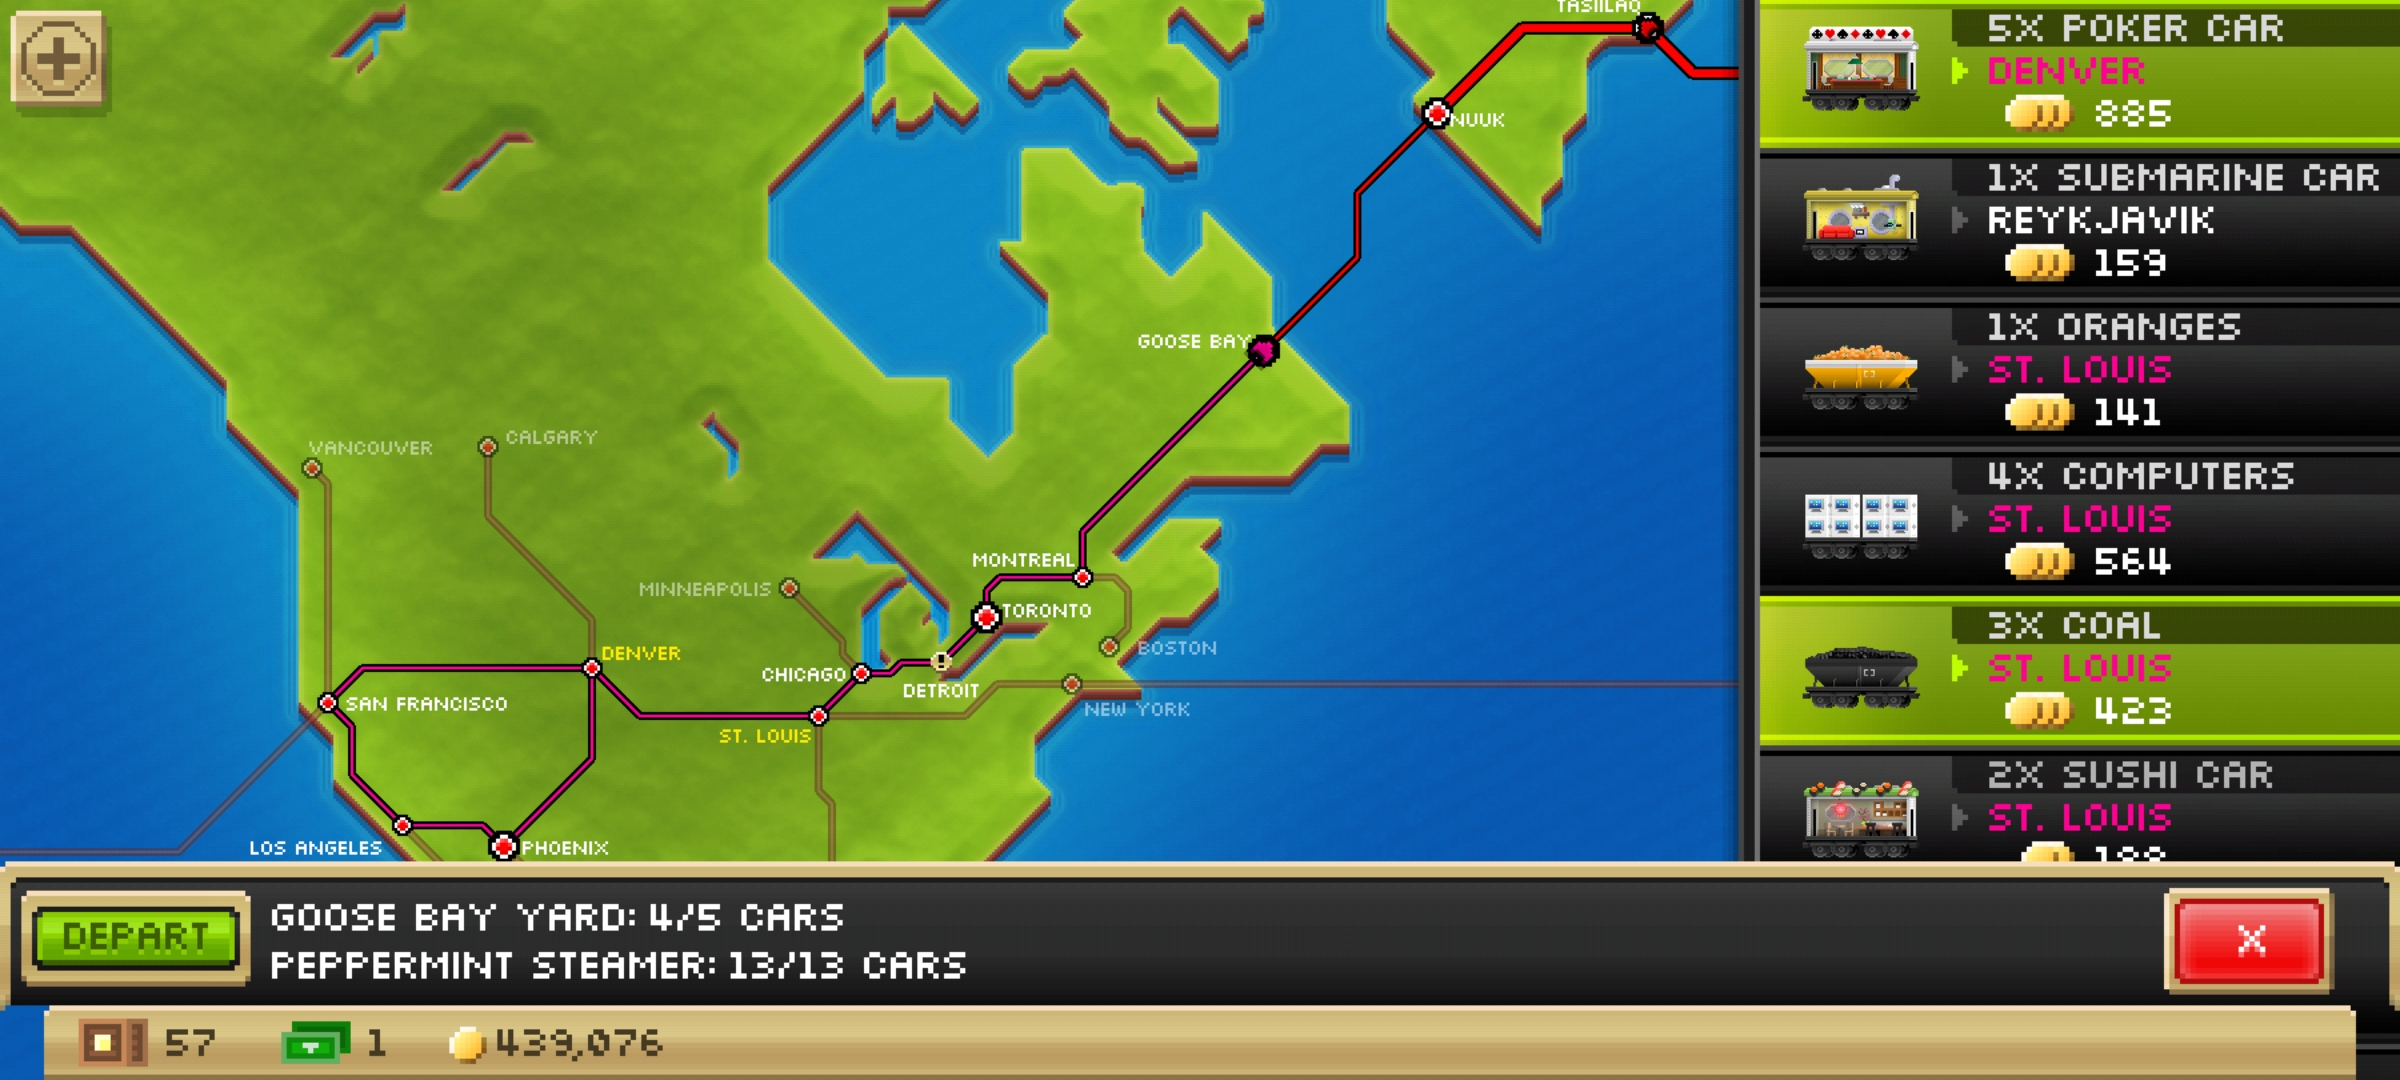 TASIILAQ
NUUK
GOOSE BAY
VANCOUVER
CALGARY
MONTREAL
MINNEAPOLIS
TORONTO
BOSTON
DENVER
CHICAGO
DETROIT
SAN FRANCISCO
NEW YORK
ST. LOUIS
LOS ANGELES
PHOENIX
5X POKER CAR
DENVER
885
1X SUBMARINE CAR
REYKJAVIK
159
1X ORANGES
ST. LOUIS
141
4X COMPUTERS
ST. LOUIS
564
3X COAL
ST. LOUIS
423
2X SUSHI CAR
ST. LOUIS
DEPART
GOOSE BAY YARD: 4/5 CARS
PEPPERMINT STEAMER: 13/13 CARS
X
57
1
439,076